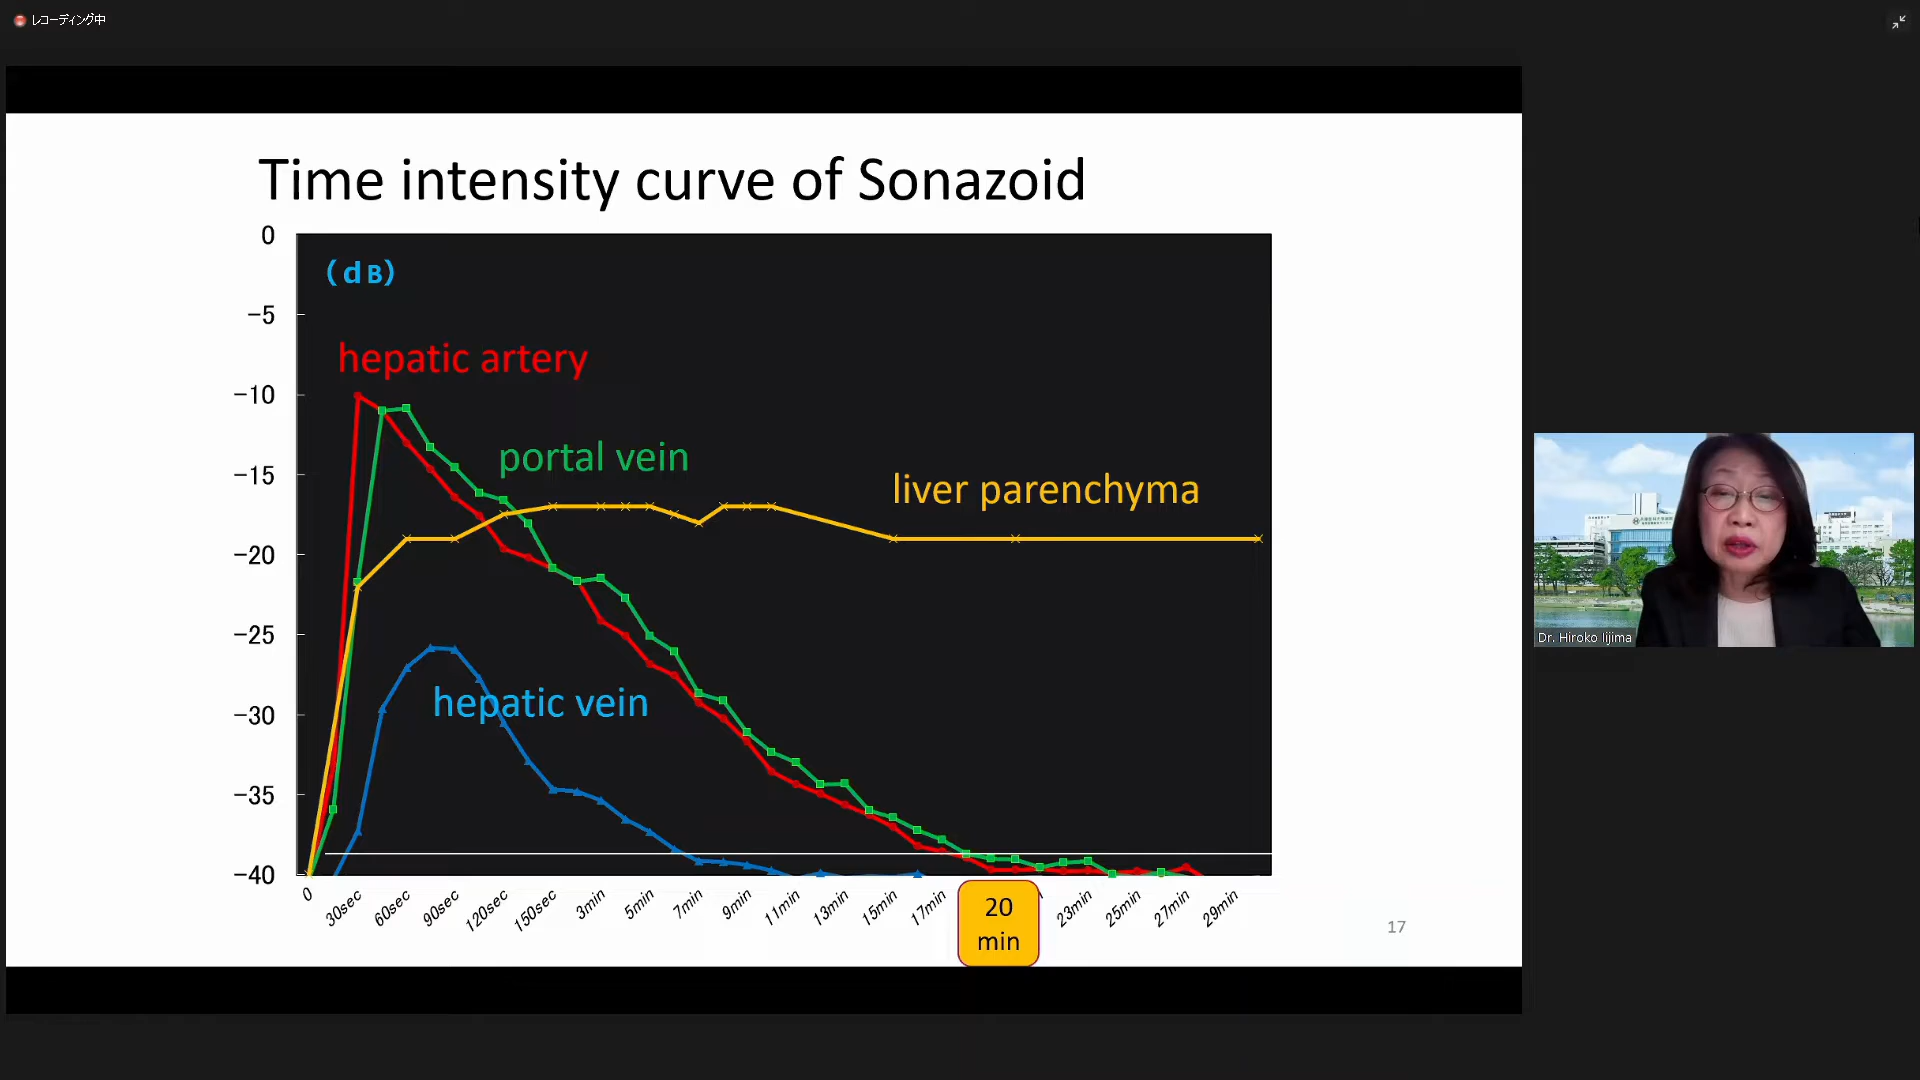 レコーディング中
Time intensity curve of Sonazoid
0
−5
−10
−15
−20
−25
−30
−35
−40
(dB)
hepatic artery
portal vein
liver parenchyma
hepatic vein
0 30sec 60sec 90sec 120sec 150sec 3min 5min 7min 9min 11min 13min 15min 17min 23min 25min 27min 29min
20
min
17
Dr. Hiroko Iijima